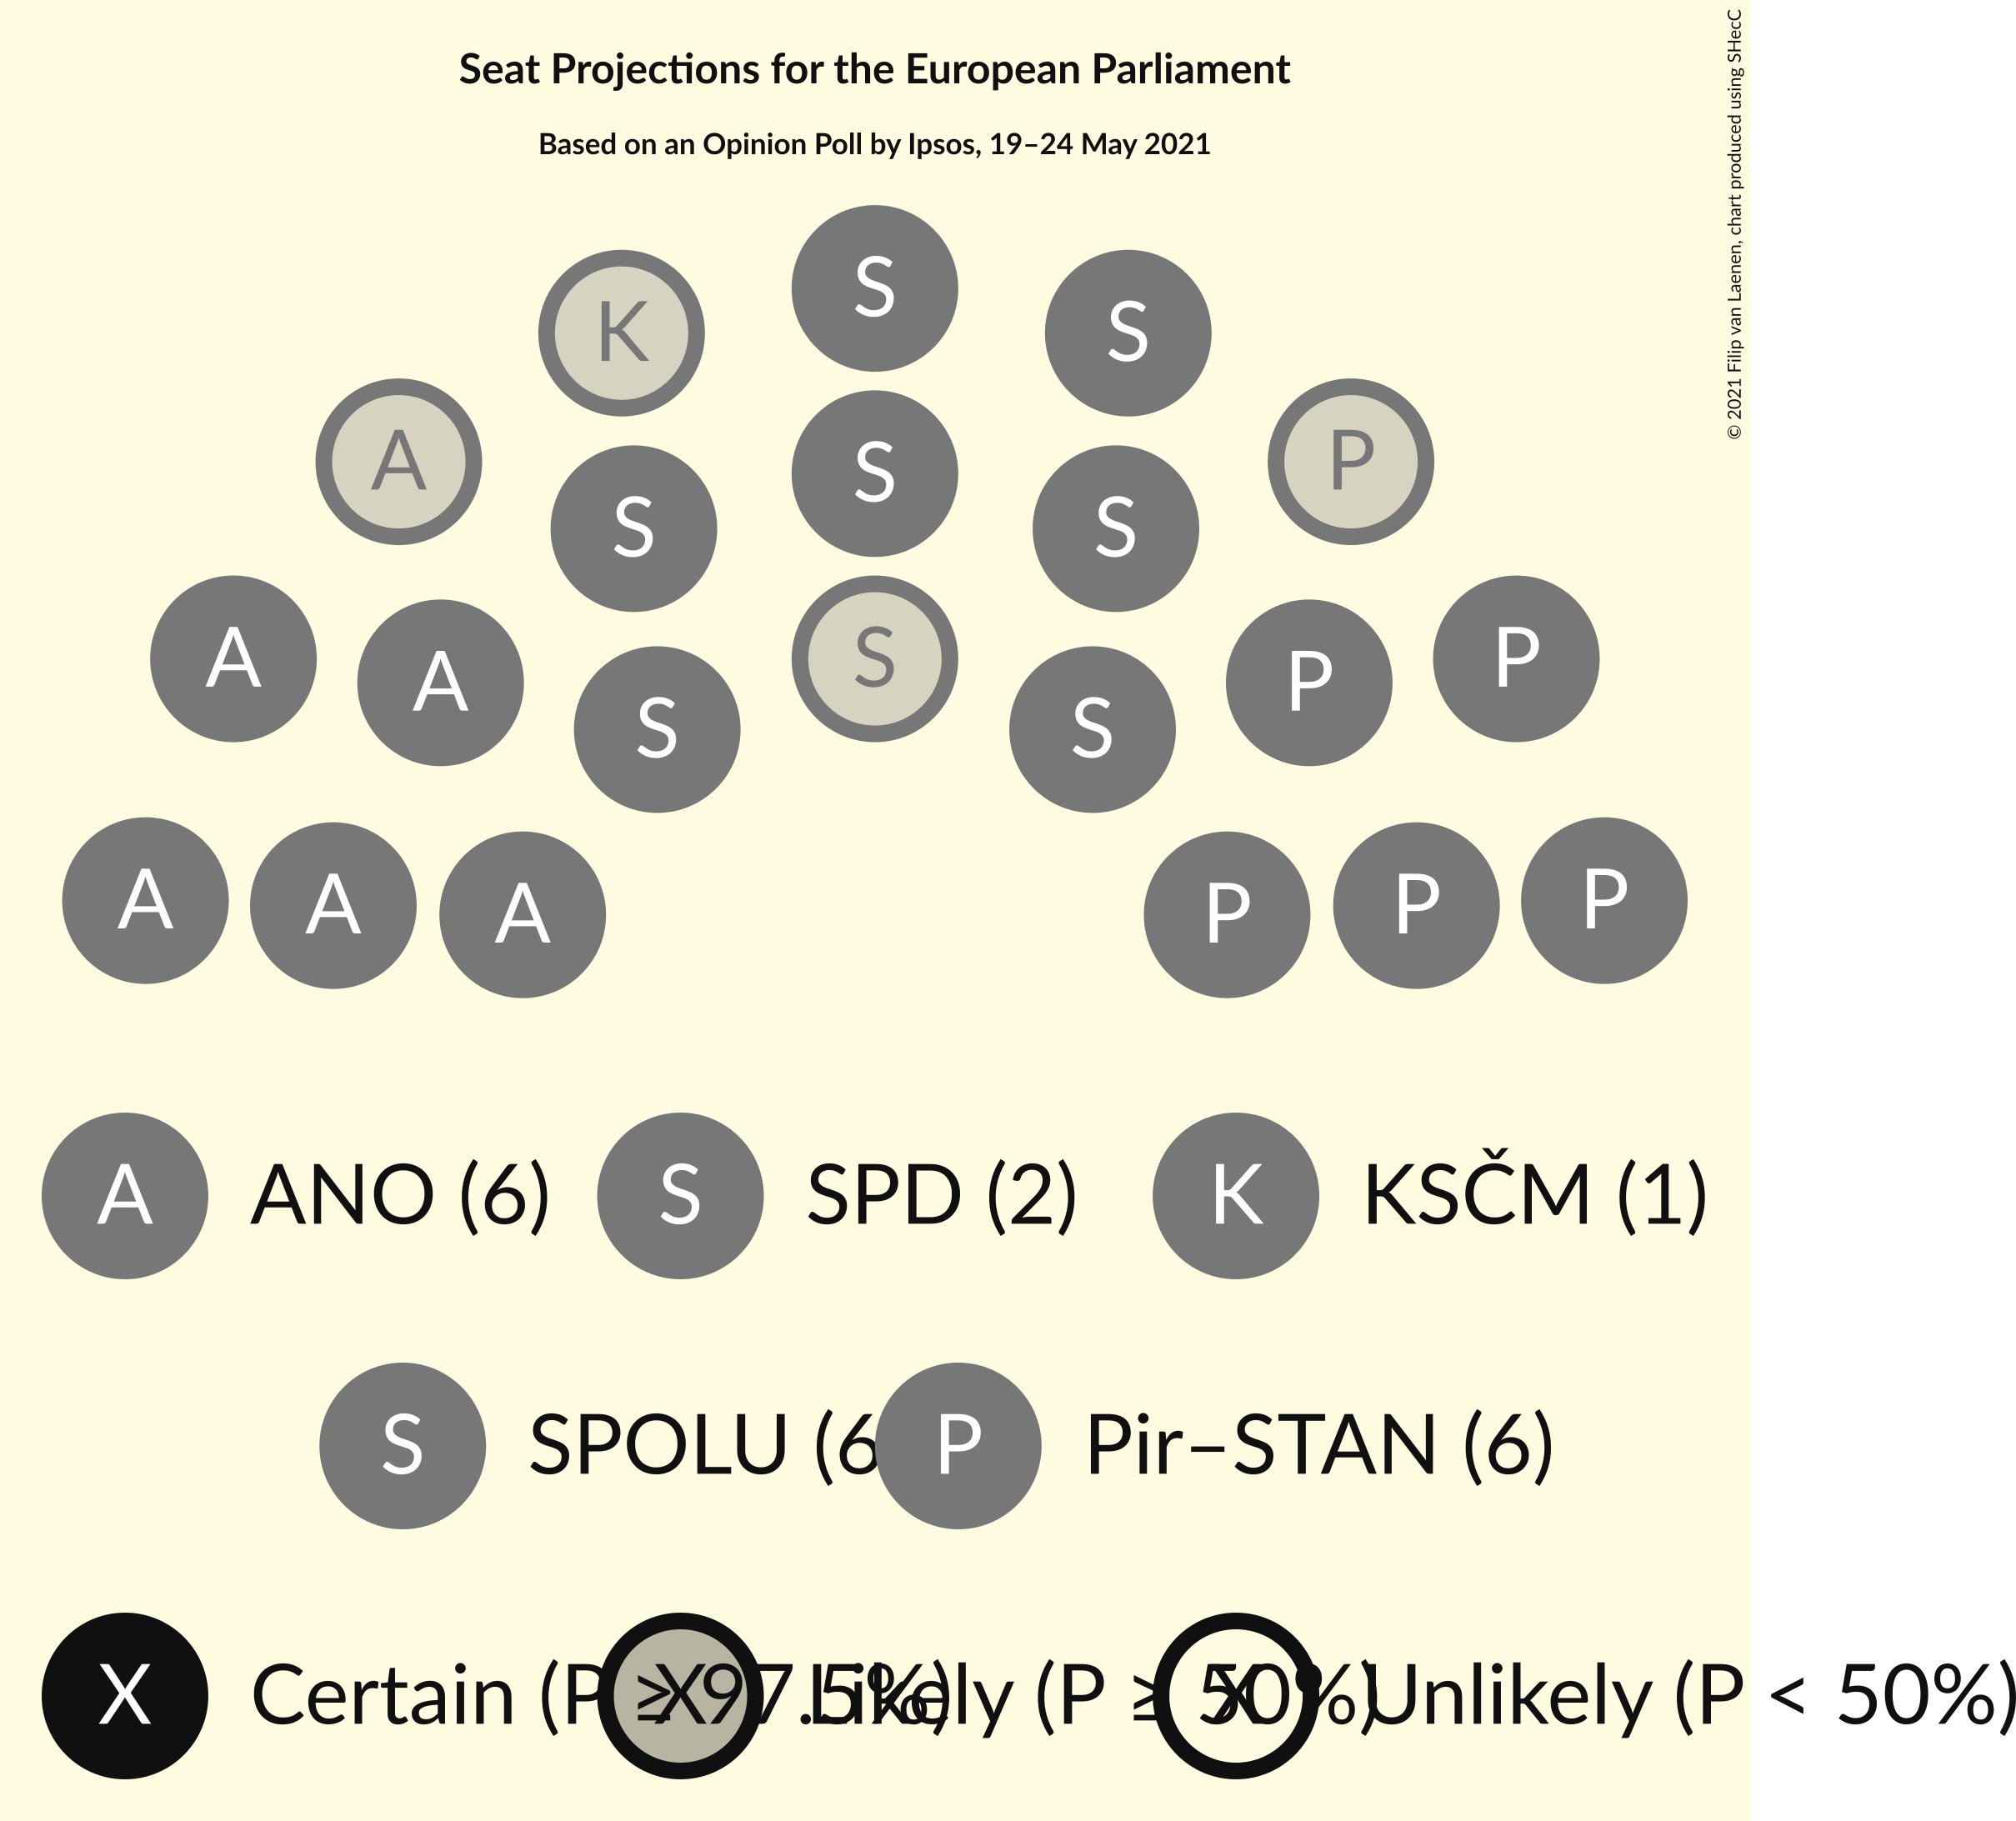 Seat Projections for the European Parliament
Based on an Opinion Poll by Ipsos, 19–24 May 2021
© 2021 Filip van Laenen, chart produced using SHecC
S
K S
S
A P
S S
S
A P
A P
S S
A P
A P
A P
A ANO (6) S SPD (2) K KSČM (1)
S SPOLU (6 P Pir–STAN (6)
X Certain (P ≥ 97.5%) X Likely (P ≥ 50%) X Unlikely (P < 50%)